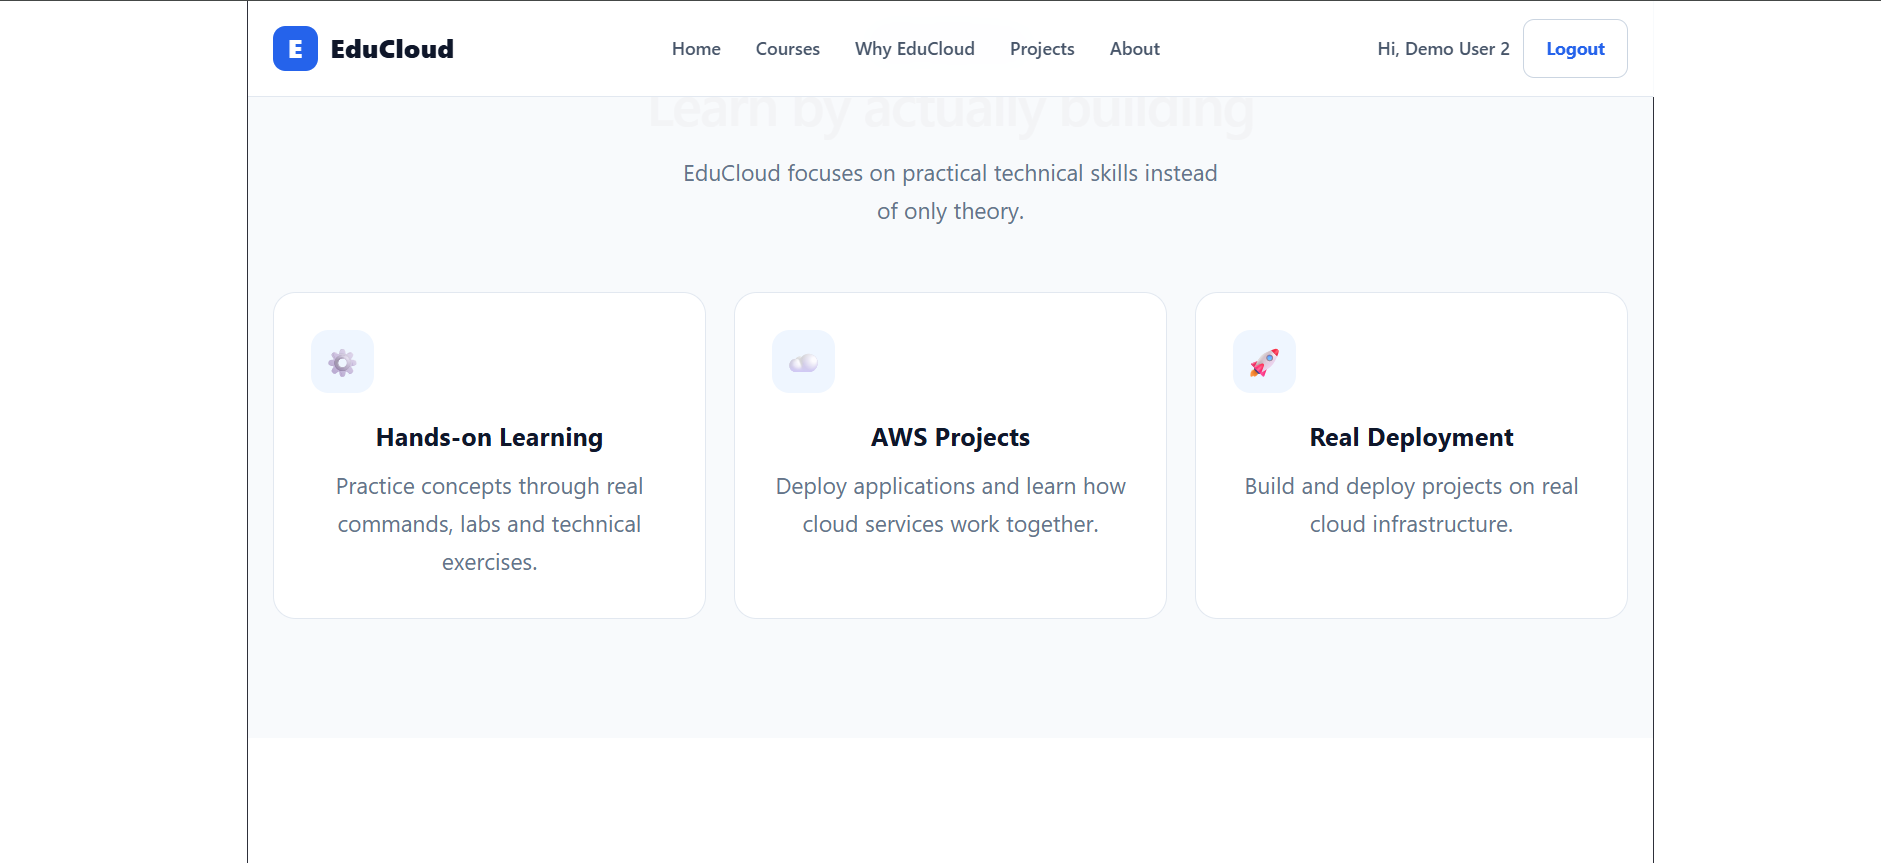 E EduCloud Home Courses Why EduCloud Projects About Hi, Demo User 2 Logout
Learn by actually building
EduCloud focuses on practical technical skills instead
of only theory.
Hands-on Learning
Practice concepts through real
commands, labs and technical
exercises.
AWS Projects
Deploy applications and learn how
cloud services work together.
Real Deployment
Build and deploy projects on real
cloud infrastructure.